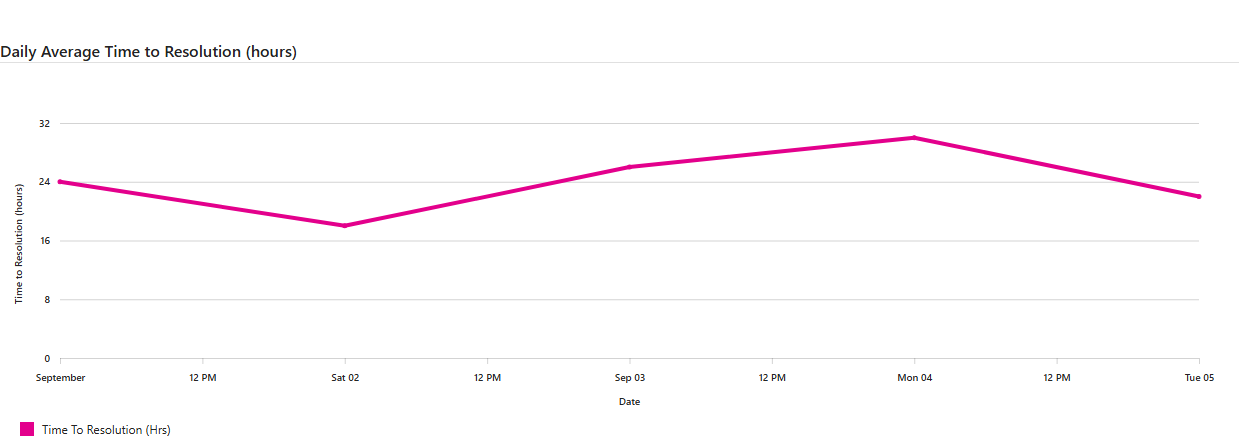 Daily Average Time to Resolution (hours)
32
24
16
8
0
Time to Resolution (hours)
September 12 PM Sat 02 12 PM Sep 03 12 PM Mon 04 12 PM Tue 05
Date
Time To Resolution (Hrs)